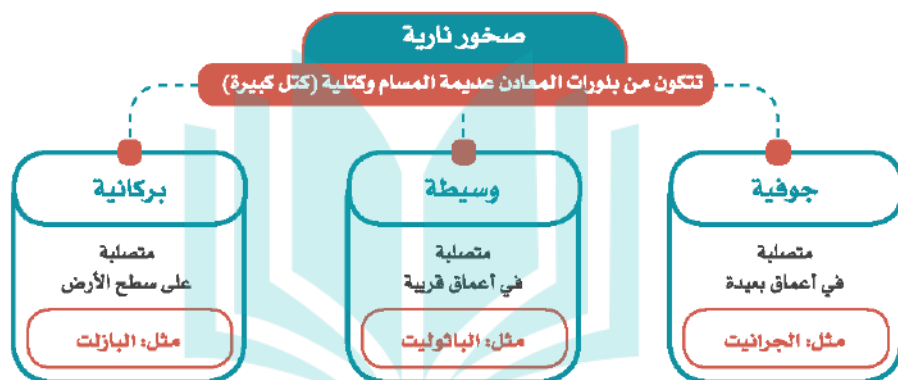 صخور نارية
تتكون من بلورات المعادن عديمة المسام وكتلية (كتل كبيرة)
جوفية
متصلبة
في أعماق بعيدة
مثل: الجرانيت
وسيطة
متصلبة
في أعماق قريبة
مثل: الباثوليت
بركانية
متصلبة
على سطح الأرض
مثل: البازلت